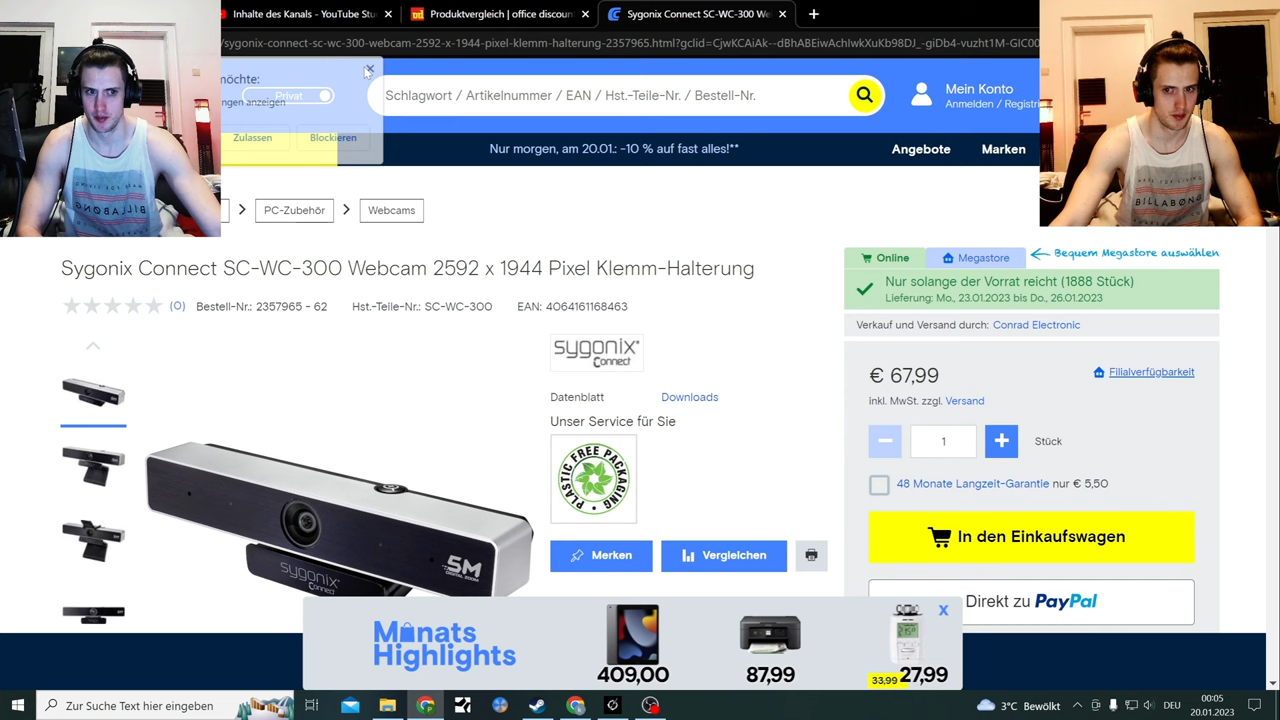 Inhalte des Kanals - YouTube Stu
Produktvergleich | office discoun
Sygonix Connect SC-WC-300 We
/sygonix-connect-sc-wc-300-webcam-2592-x-1944-pixel-klemm-halterung-2357965.html?gclid=CjwKCAiAk--dBhABEiwAchIwkXuKb98DJ_-giDb4-vuzht1M-GIC00
möchte:
ngen anzeigen
Privat
Zulassen
Blockieren
Schlagwort / Artikelnummer / EAN / Hst.-Teile-Nr. / Bestell-Nr.
Mein Konto
Anmelden / Registri
Nur morgen, am 20.01.: -10 % auf fast alles!**
Angebote
Marken
PC-Zubehör
Webcams
BILLABONG
BILLABONG
Sygonix Connect SC-WC-300 Webcam 2592 x 1944 Pixel Klemm-Halterung
(0)
Bestell-Nr.: 2357965 - 62
Hst.-Teile-Nr.: SC-WC-300
EAN: 4064161168463
Online
Megastore
Bequem Megastore auswählen
Nur solange der Vorrat reicht (1888 Stück)
Lieferung: Mo., 23.01.2023 bis Do., 26.01.2023
Verkauf und Versand durch: Conrad Electronic
sygonix
Connect
Datenblatt
Downloads
Unser Service für Sie
PLASTIC FREE PACKAGING
Merken
Vergleichen
€ 67,99
Filialverfügbarkeit
inkl. MwSt. zzgl. Versand
1
Stück
48 Monate Langzeit-Garantie nur € 5,50
In den Einkaufswagen
Direkt zu PayPal
5M
DIGITAL ZOOM
sygonix
Connect
Monats
Highlights
409,00
87,99
33,99
27,99
X
Zur Suche Text hier eingeben
3°C Bewölkt
DEU
00:05
20.01.2023